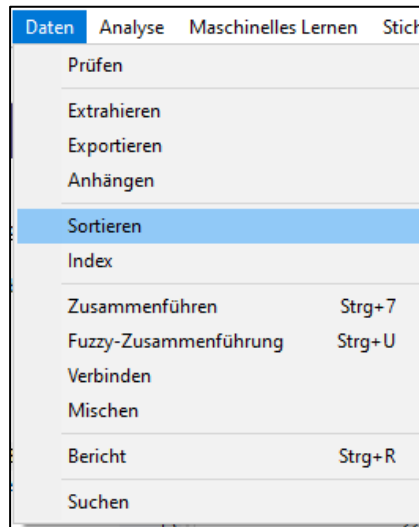 Daten Analyse Maschinelles Lernen Stich
Prüfen
Extrahieren
Exportieren
Anhängen
Sortieren
Index
Zusammenführen Strg+7
Fuzzy-Zusammenführung Strg+U
Verbinden
Mischen
Bericht Strg+R
Suchen